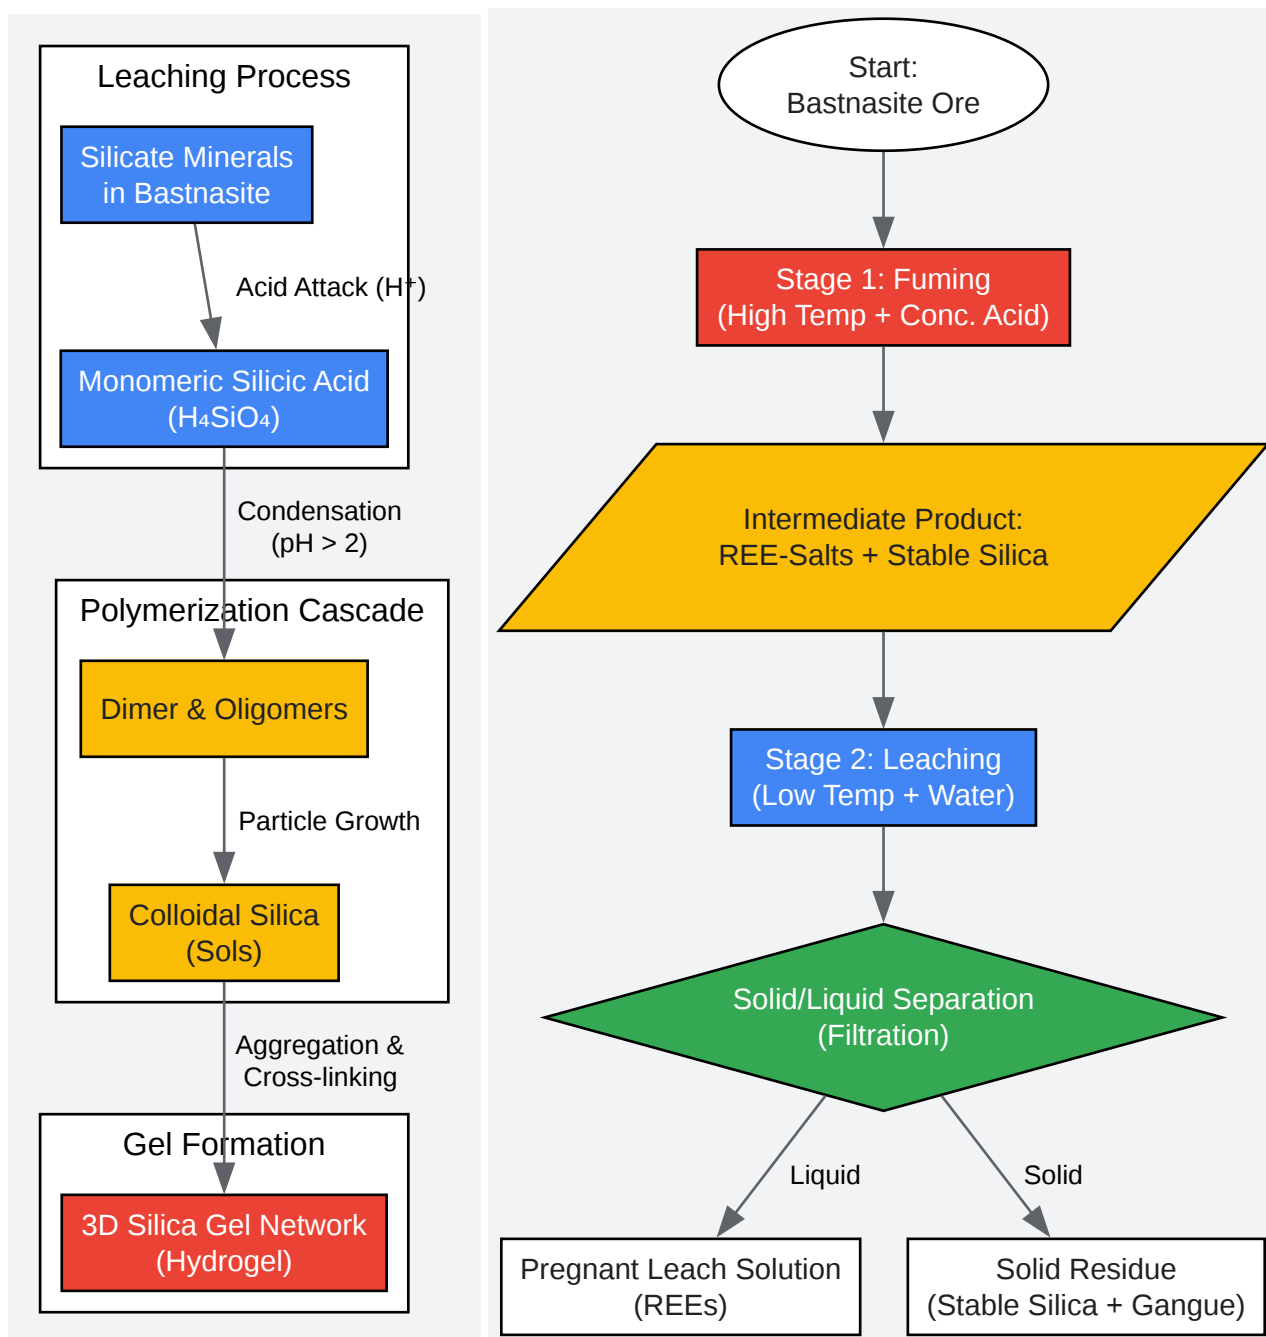 Leaching Process
Silicate Minerals
in Bastnasite
Acid Attack (H⁺)
Monomeric Silicic Acid
(H₄SiO₄)
Condensation
(pH > 2)
Polymerization Cascade
Dimer & Oligomers
Particle Growth
Colloidal Silica
(Sols)
Aggregation &
Cross-linking
Gel Formation
3D Silica Gel Network
(Hydrogel)
Start:
Bastnasite Ore
Stage 1: Fuming
(High Temp + Conc. Acid)
Intermediate Product:
REE-Salts + Stable Silica
Stage 2: Leaching
(Low Temp + Water)
Solid/Liquid Separation
(Filtration)
Liquid
Solid
Pregnant Leach Solution
(REEs)
Solid Residue
(Stable Silica + Gangue)